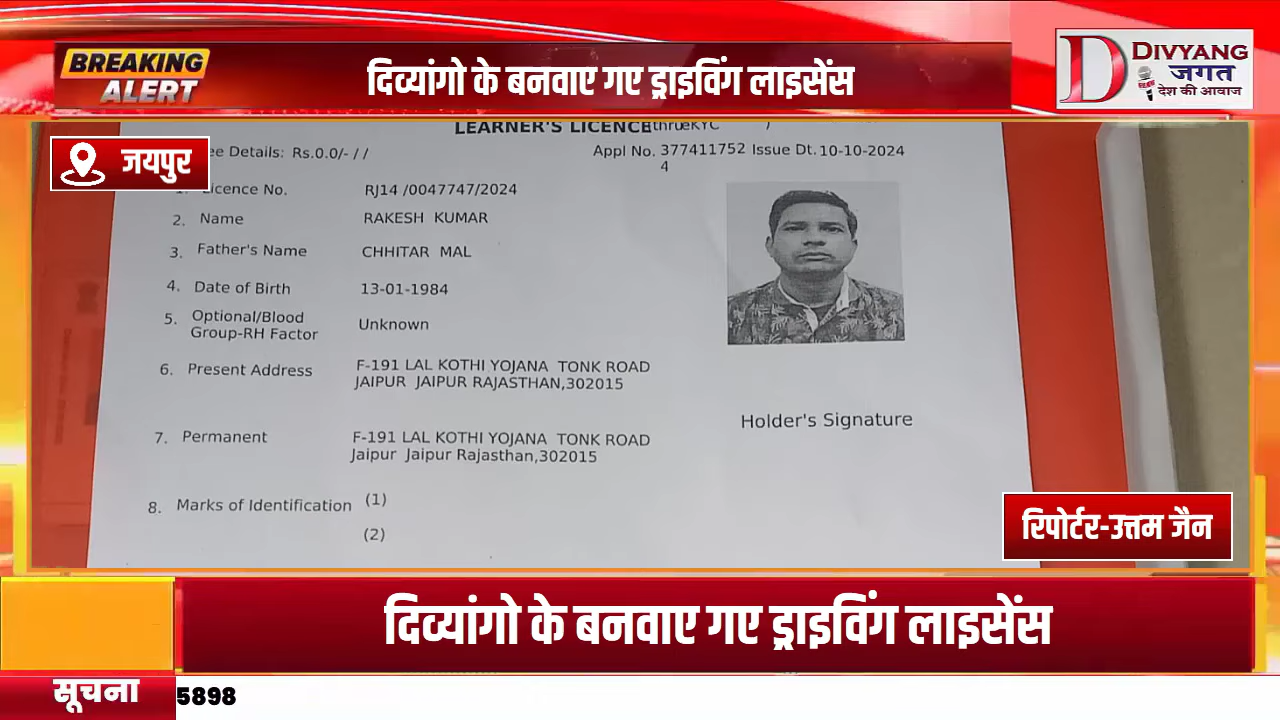 BREAKING
ALERT
दिव्यांगो के बनवाए गए ड्राइविंग लाइसेंस
D DIVYANG
जगत
देश की आवाज
जयपुर
LEARNER'S LICENCE thrueKYC
ee Details: Rs.0.0/- / /
Appl No. 377411752 Issue Dt. 10-10-2024
4
1. Licence No. RJ14 /0047747/2024
2. Name RAKESH KUMAR
3. Father's Name CHHITAR MAL
4. Date of Birth 13-01-1984
5. Optional/Blood
Group-RH Factor Unknown
6. Present Address F-191 LAL KOTHI YOJANA TONK ROAD
JAIPUR JAIPUR RAJASTHAN,302015
Holder's Signature
7. Permanent F-191 LAL KOTHI YOJANA TONK ROAD
Jaipur Jaipur Rajasthan,302015
8. Marks of Identification (1)
(2)
रिपोर्टर-उत्तम जैन
दिव्यांगो के बनवाए गए ड्राइविंग लाइसेंस
सूचना
5898